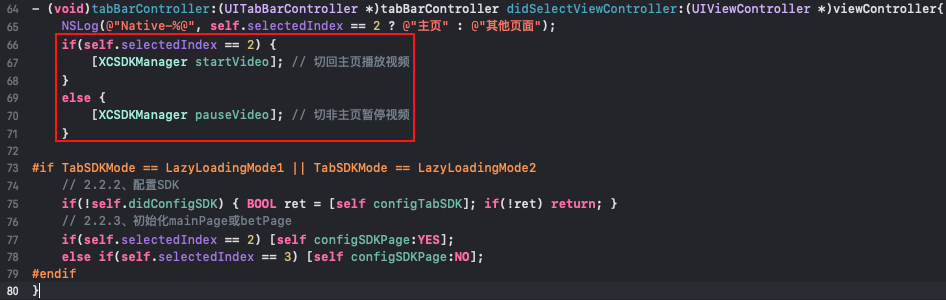 64 - (void)tabBarController:(UITabBarController *)tabBarController didSelectViewController:(UIViewController *)viewController{
65 NSLog(@"Native-%@", self.selectedIndex == 2 ? @"主页" : @"其他页面");
66 if(self.selectedIndex == 2) {
67 [XCSDKManager startVideo]; // 切回主页播放视频
68 }
69 else {
70 [XCSDKManager pauseVideo]; // 切非主页暂停视频
71 }
72
73 #if TabSDKMode == LazyLoadingMode1 || TabSDKMode == LazyLoadingMode2
74 // 2.2.2、配置SDK
75 if(!self.didConfigSDK) { BOOL ret = [self configTabSDK]; if(!ret) return; }
76 // 2.2.3、初始化mainPage或betPage
77 if(self.selectedIndex == 2) [self configSDKPage:YES];
78 else if(self.selectedIndex == 3) [self configSDKPage:NO];
79 #endif
80 }